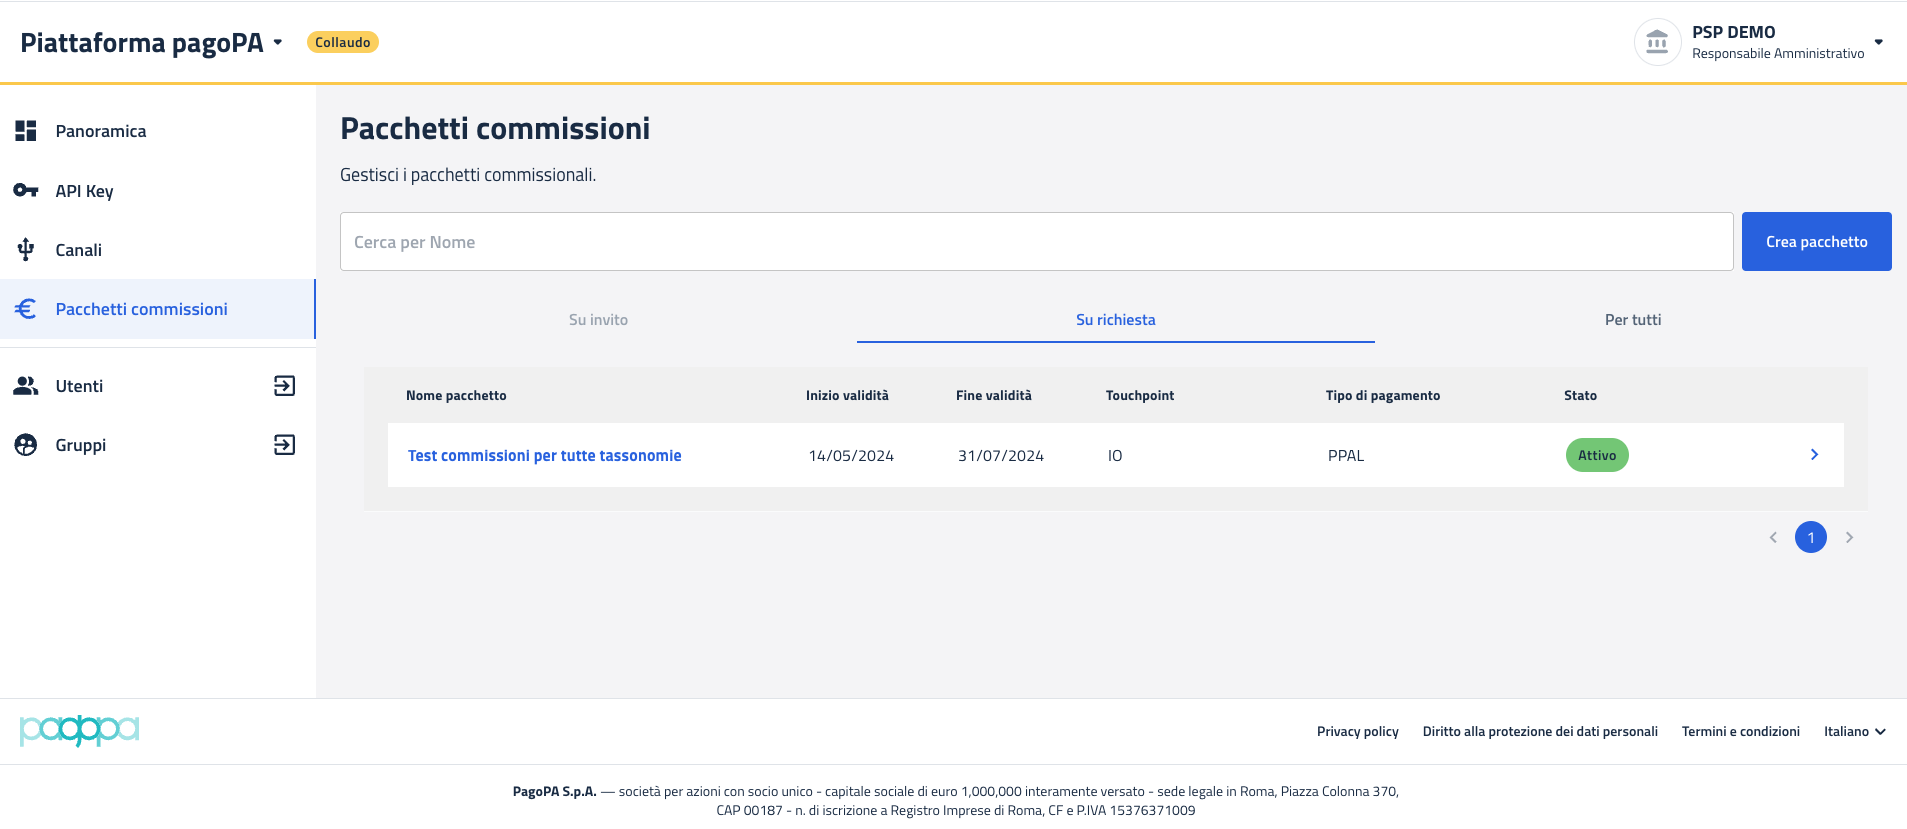 Piattaforma pagoPA
Collaudo
PSP DEMO
Responsabile Amministrativo
Panoramica
API Key
Canali
Pacchetti commissioni
Utenti
Gruppi
Pacchetti commissioni
Gestisci i pacchetti commissionali.
Cerca per Nome
Crea pacchetto
Su invito
Su richiesta
Per tutti
Nome pacchetto Inizio validità Fine validità Touchpoint Tipo di pagamento Stato
Test commissioni per tutte tassonomie 14/05/2024 31/07/2024 IO PPAL Attivo
1
pagopa
Privacy policy Diritto alla protezione dei dati personali Termini e condizioni Italiano
PagoPA S.p.A. — società per azioni con socio unico - capitale sociale di euro 1,000,000 interamente versato - sede legale in Roma, Piazza Colonna 370,
CAP 00187 - n. di iscrizione a Registro Imprese di Roma, CF e P.IVA 15376371009